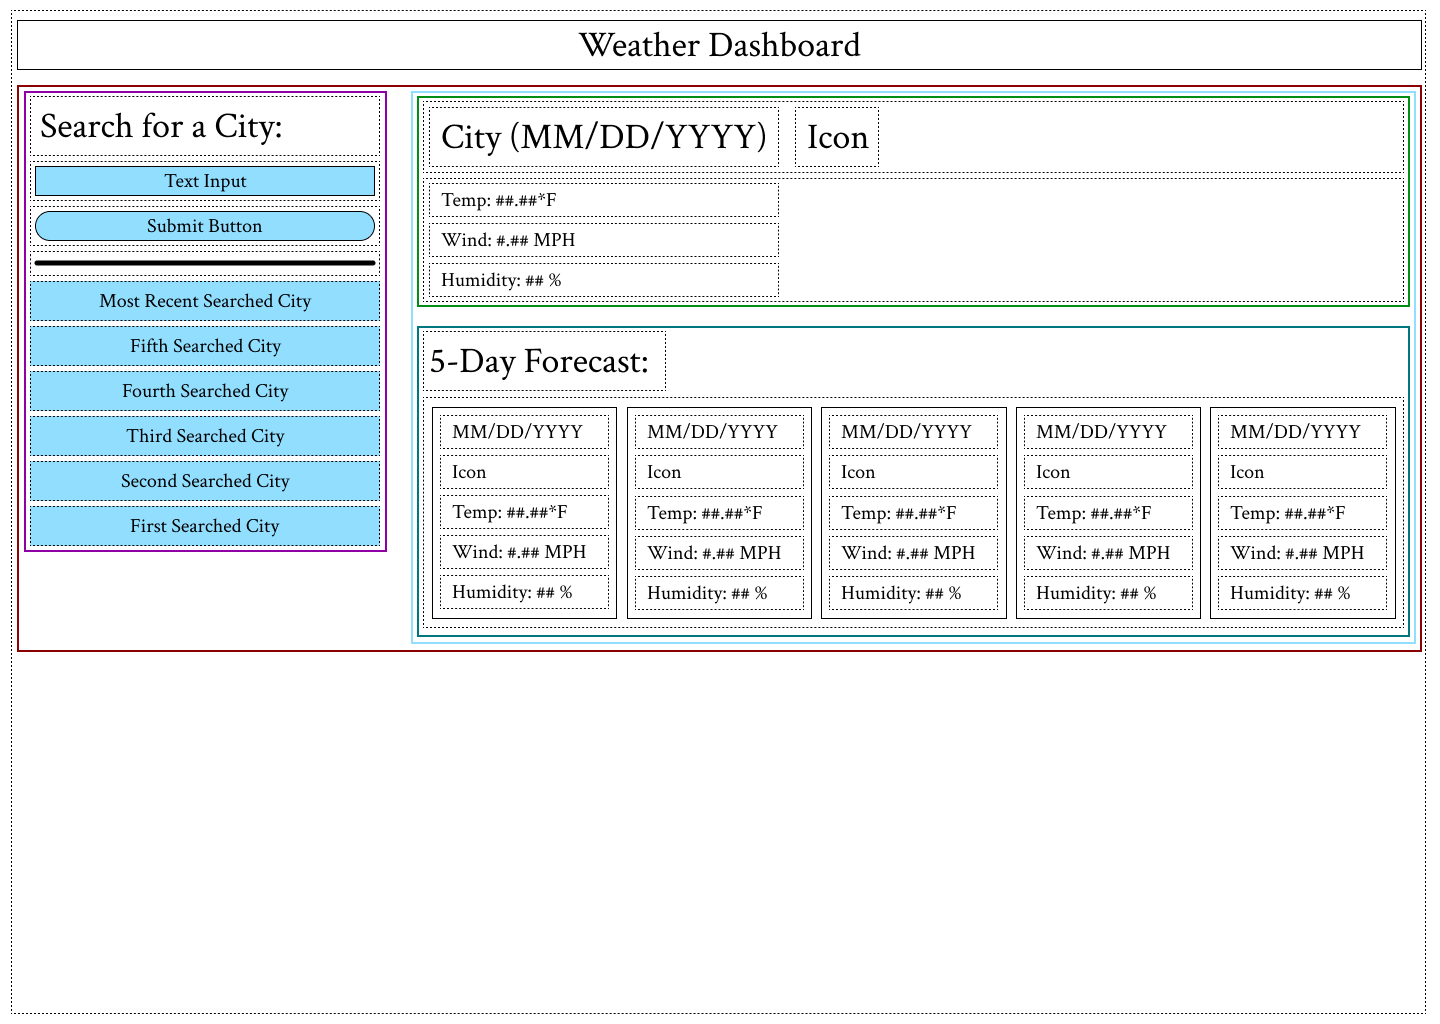 Weather Dashboard
Search for a City:
Text Input
Submit Button
Most Recent Searched City
Fifth Searched City
Fourth Searched City
Third Searched City
Second Searched City
First Searched City
City (MM/DD/YYYY) Icon
Temp: ##.##*F
Wind: #.## MPH
Humidity: ## %
5-Day Forecast:
MM/DD/YYYY
Icon
Temp: ##.##*F
Wind: #.## MPH
Humidity: ## %
MM/DD/YYYY
Icon
Temp: ##.##*F
Wind: #.## MPH
Humidity: ## %
MM/DD/YYYY
Icon
Temp: ##.##*F
Wind: #.## MPH
Humidity: ## %
MM/DD/YYYY
Icon
Temp: ##.##*F
Wind: #.## MPH
Humidity: ## %
MM/DD/YYYY
Icon
Temp: ##.##*F
Wind: #.## MPH
Humidity: ## %